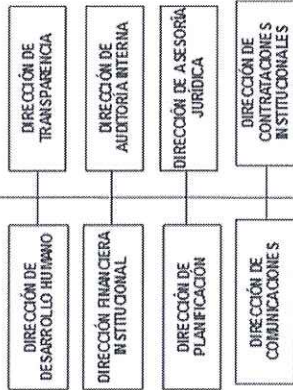 DIRECCIÓN DE
TRANSPARENCIA
DIRECCIÓN DE
AUDITORÍA INTERNA
DIRECCIÓN DE ASESORÍA
JURÍDICA
DIRECCIÓN DE
CONTRATACIONES
INSTITUCIONALES
DIRECCIÓN DE
DESARROLLO HUMANO
DIRECCIÓN FINANCIERA
INSTITUCIONAL
DIRECCIÓN DE
PLANIFICACIÓN
DIRECCIÓN DE
COMUNICACIONES